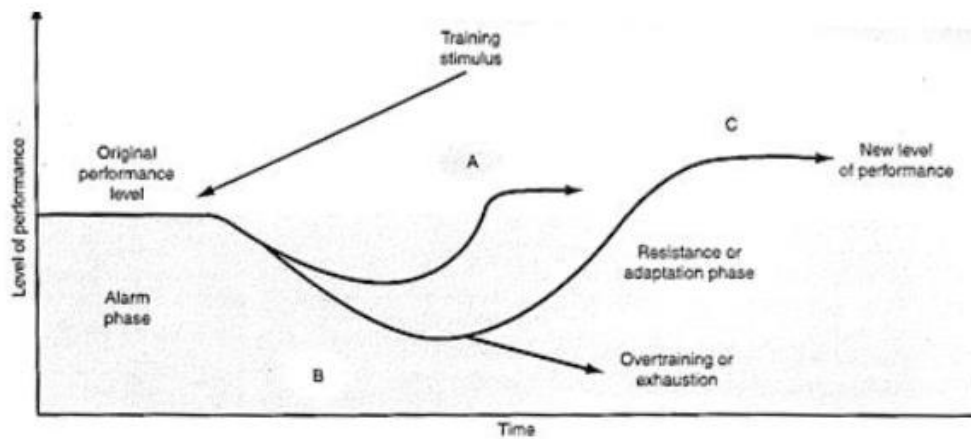 Training
stimulus
C
A
Original
performance
level
New level
of performance
Level of performance
Resistance or
adaptation phase
Alarm
phase
Overtraining or
exhaustion
B
Time